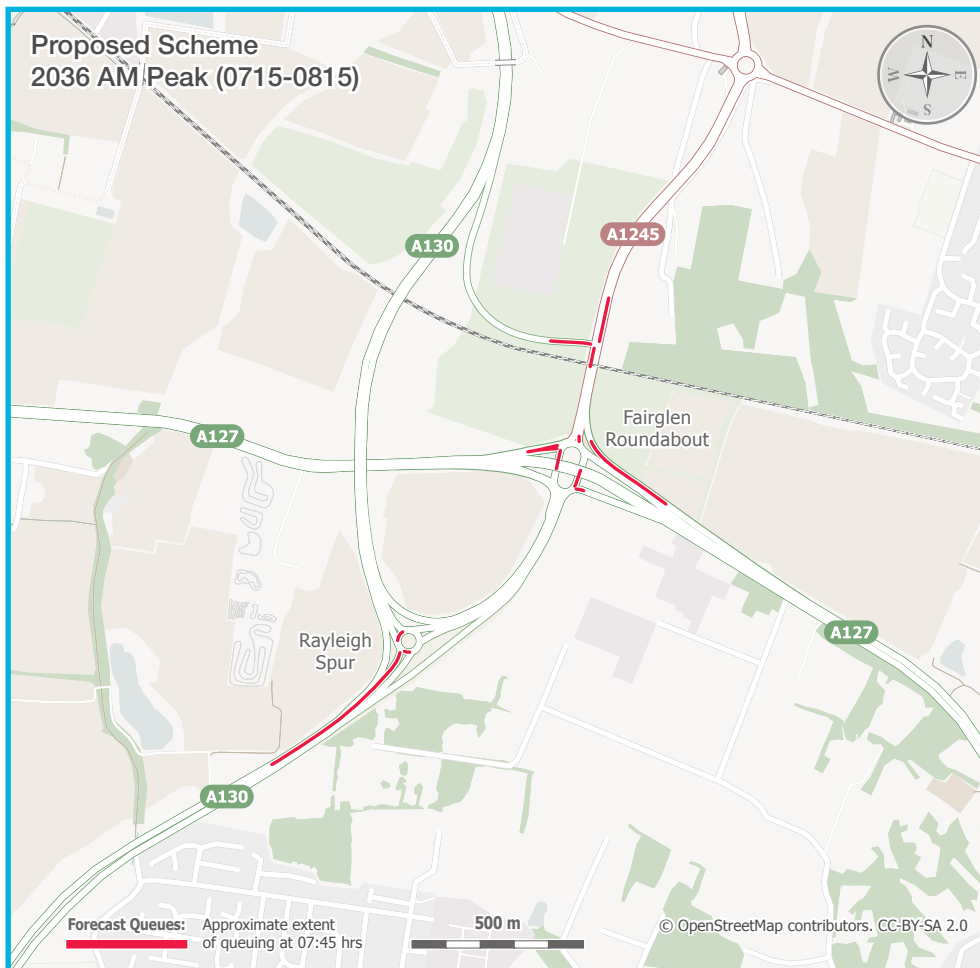 Proposed Scheme
2036 AM Peak (0715-0815)
N
E
S
W
A130
A1245
A127
Fairglen
Roundabout
Rayleigh
Spur
A127
A130
Forecast Queues: Approximate extent
of queuing at 07:45 hrs
500 m
© OpenStreetMap contributors. CC-BY-SA 2.0